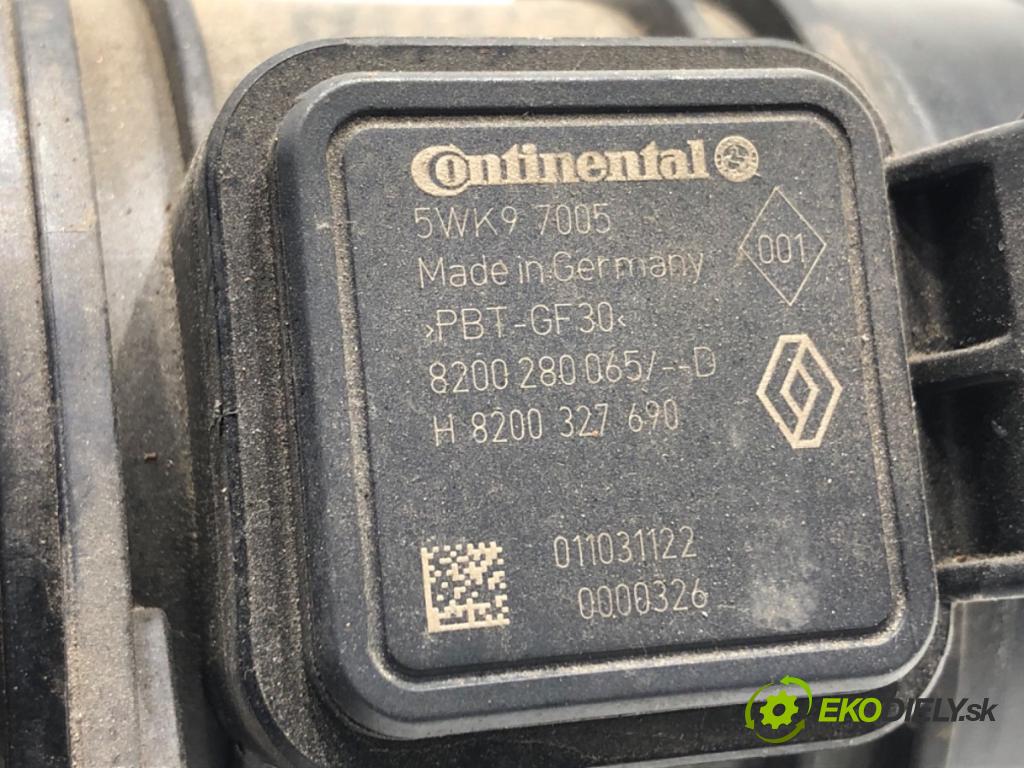 Continental
5WK9 7005
001
Made in Germany
>PBT-GF30<
8200 280 065/--D
H 8200 327 690
011031122
0000326
EKODIELY.sk